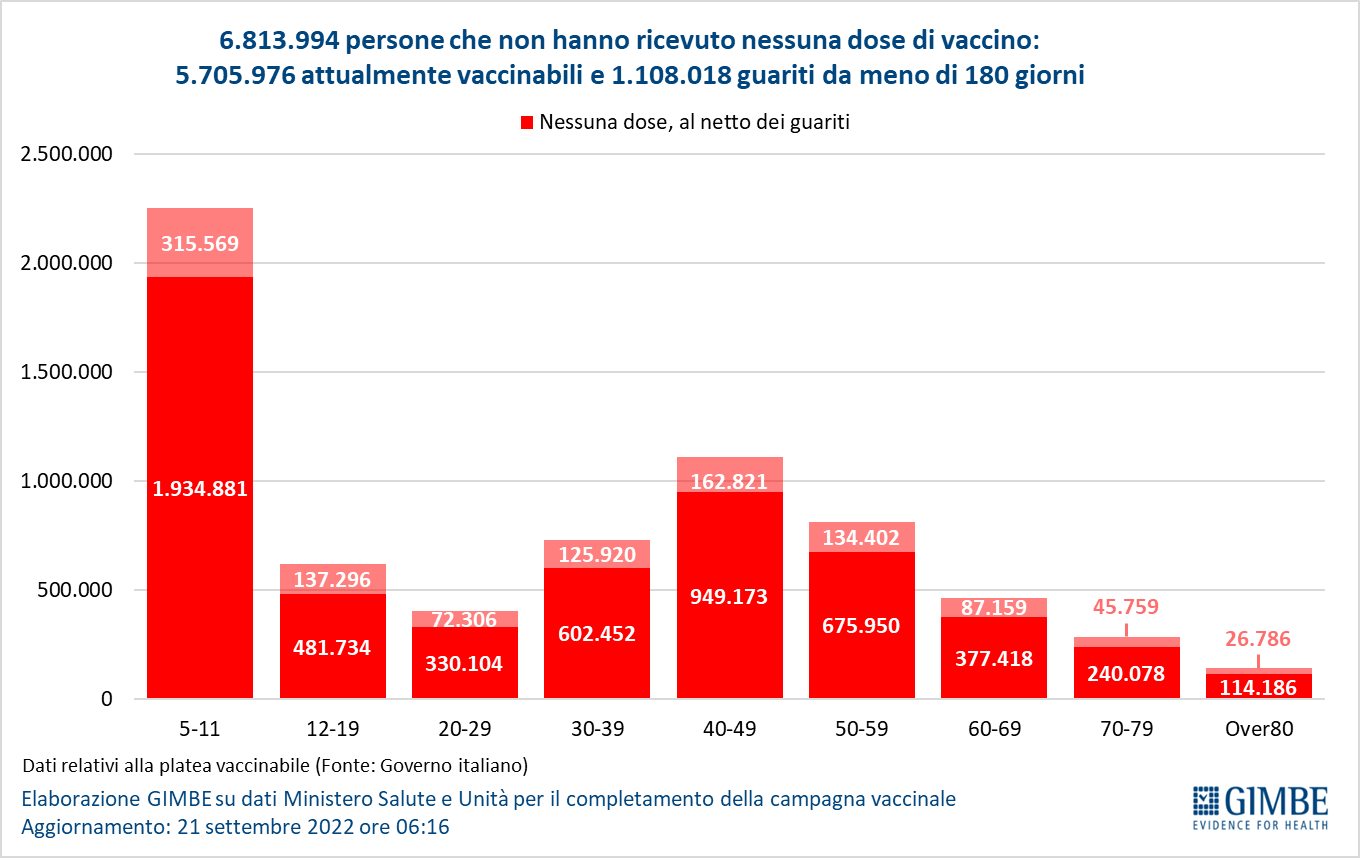 6.813.994 persone che non hanno ricevuto nessuna dose di vaccino:
5.705.976 attualmente vaccinabili e 1.108.018 guariti da meno di 180 giorni
Nessuna dose, al netto dei guariti
2.500.000
2.000.000
1.500.000
1.000.000
500.000
0
315.569
1.934.881
137.296
481.734
72.306
330.104
125.920
602.452
162.821
949.173
134.402
675.950
87.159
377.418
45.759
240.078
26.786
114.186
5-11 12-19 20-29 30-39 40-49 50-59 60-69 70-79 Over80
Dati relativi alla platea vaccinabile (Fonte: Governo italiano)
Elaborazione GIMBE su dati Ministero Salute e Unità per il completamento della campagna vaccinale
Aggiornamento: 21 settembre 2022 ore 06:16
GIMBE
EVIDENCE FOR HEALTH